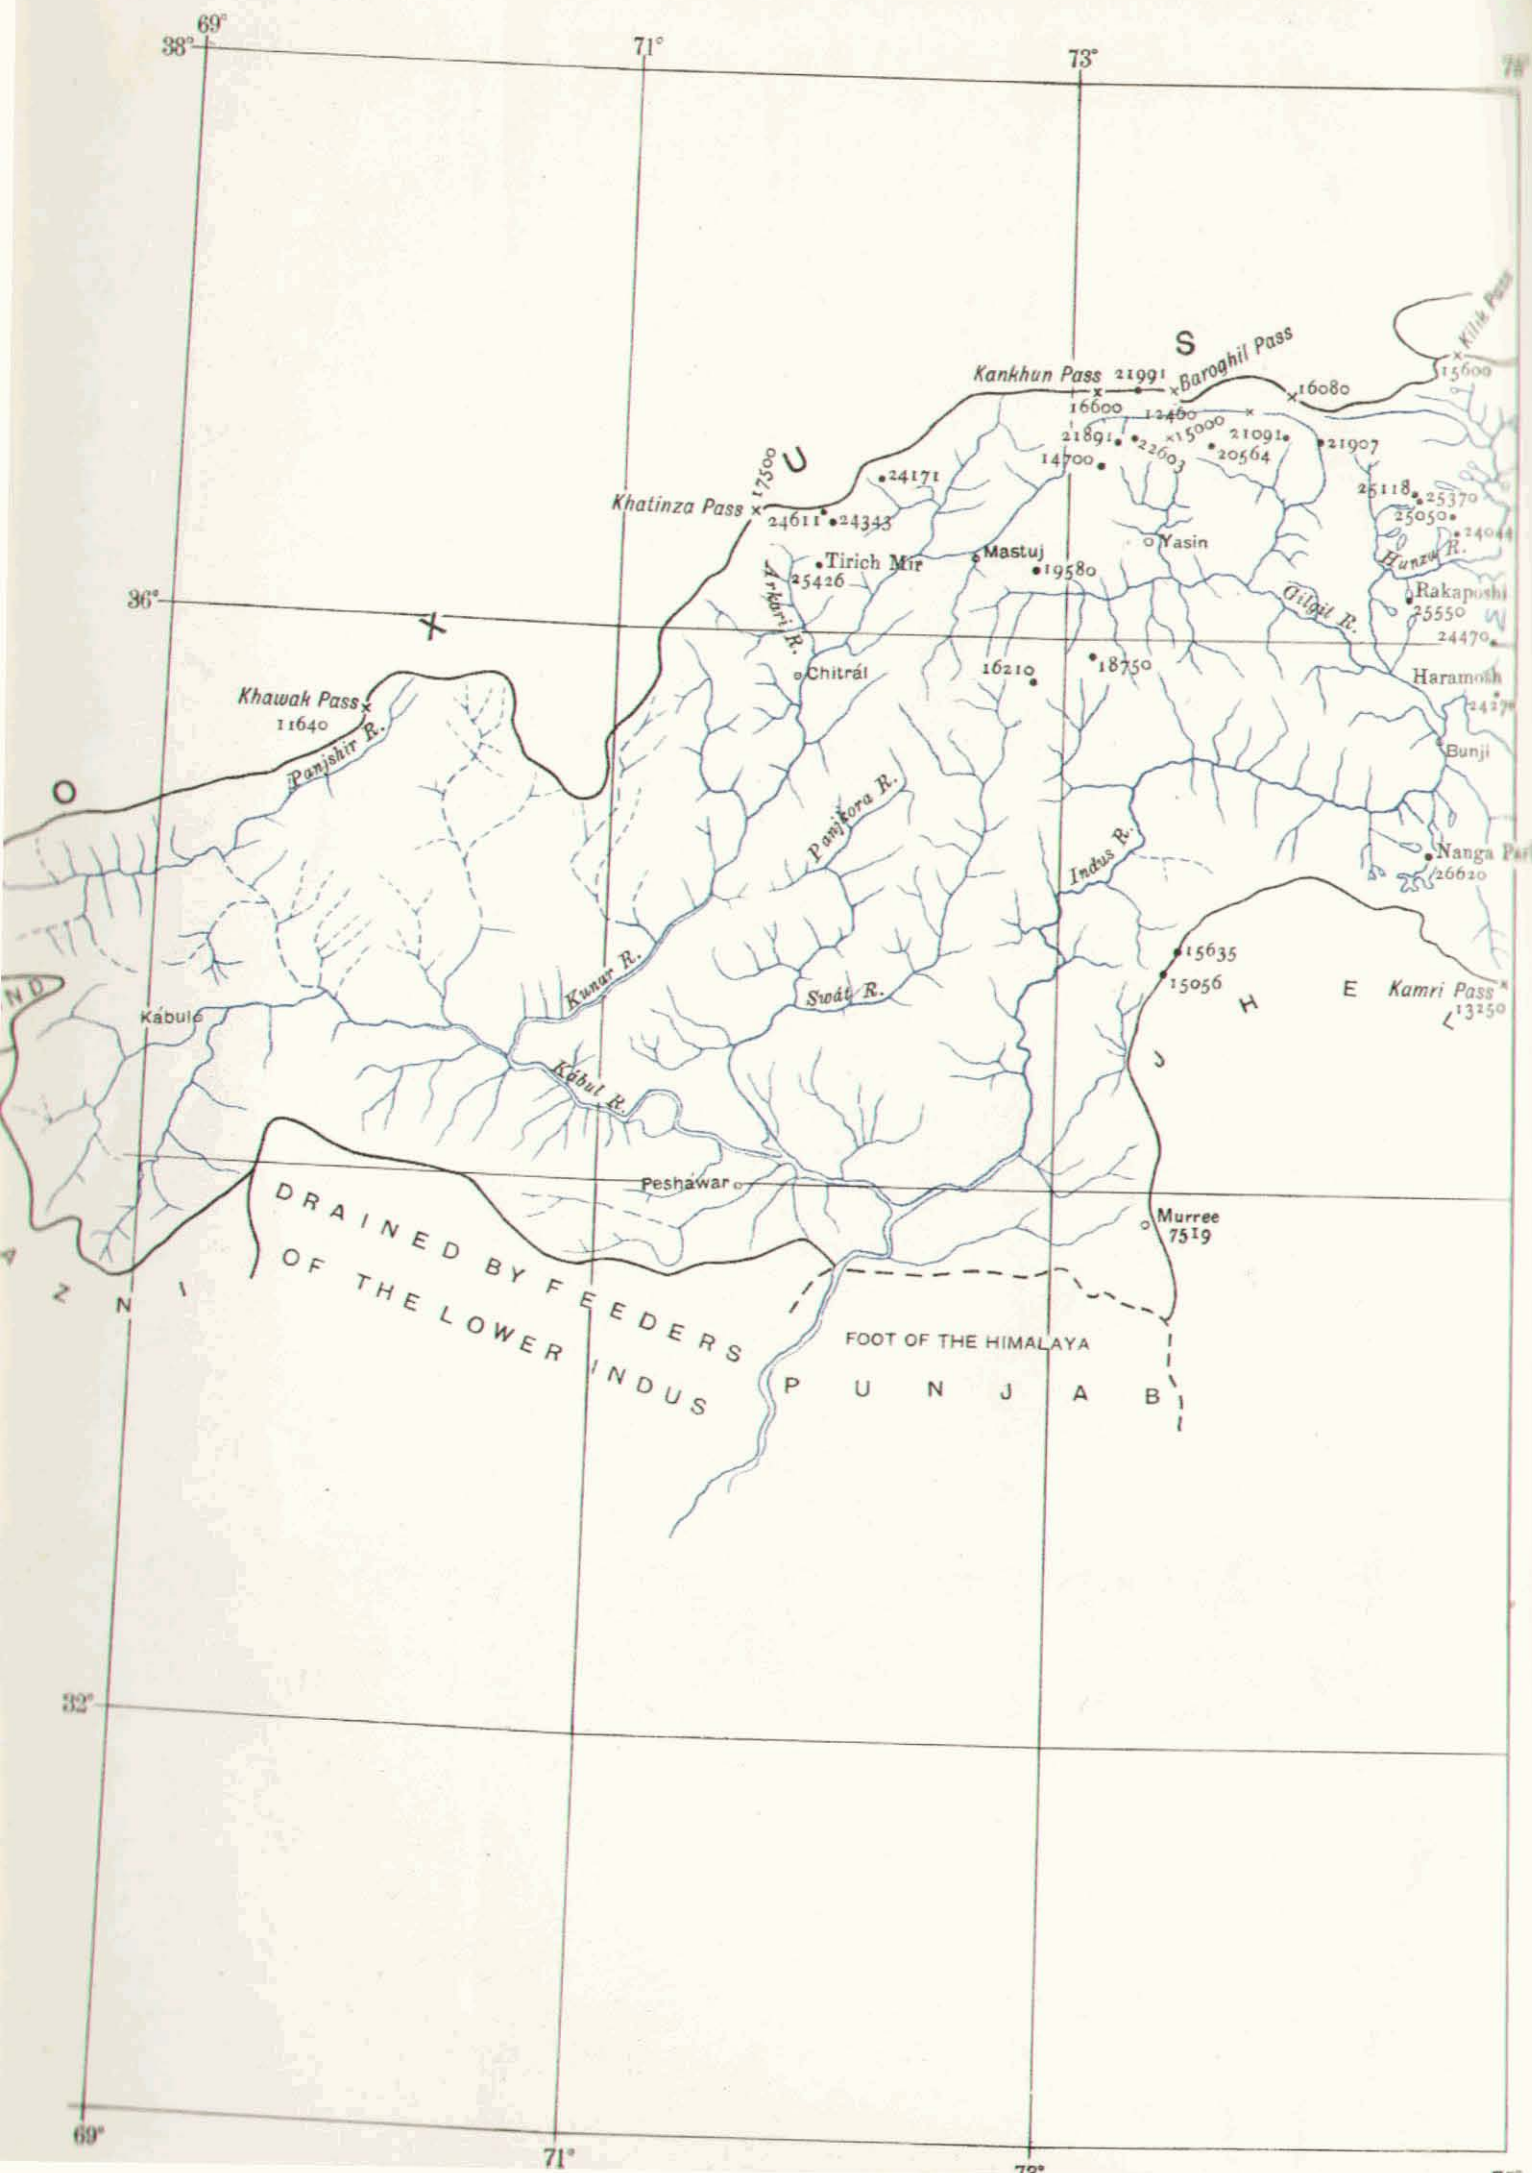 69°
38°
71°
73°
Kilik Pass
15600
S
Baroghil Pass
Kankhun Pass 21991
16080
16600 12460
15000
21891 22603
21091
21907
20564
14700
U
17500
24171
Khatinza Pass
24611 24343
25118 25370
25050
Yasin
Mastuj
Hunza R.
Tirich Mir
19580
25426
Arkari R.
Gilgit R.
Rakaposhi
25550
36°
X
24470
16210
18750
Chitrál
Haramosh
Khawak Pass
11640
Panjshir R.
Bunji
O
Panjkora R.
Indus R.
Nanga
26620
Kunar R.
15635
15056
Swát R.
ND
H E
Kamri Pass
13250
L
Kábul
J
Kábul R.
Pesháwar
DRAINED BY FEEDERS
OF THE LOWER INDUS
Murree
7519
A Z N I
FOOT OF THE HIMALAYA
PUNJAB
32°
69°
71°